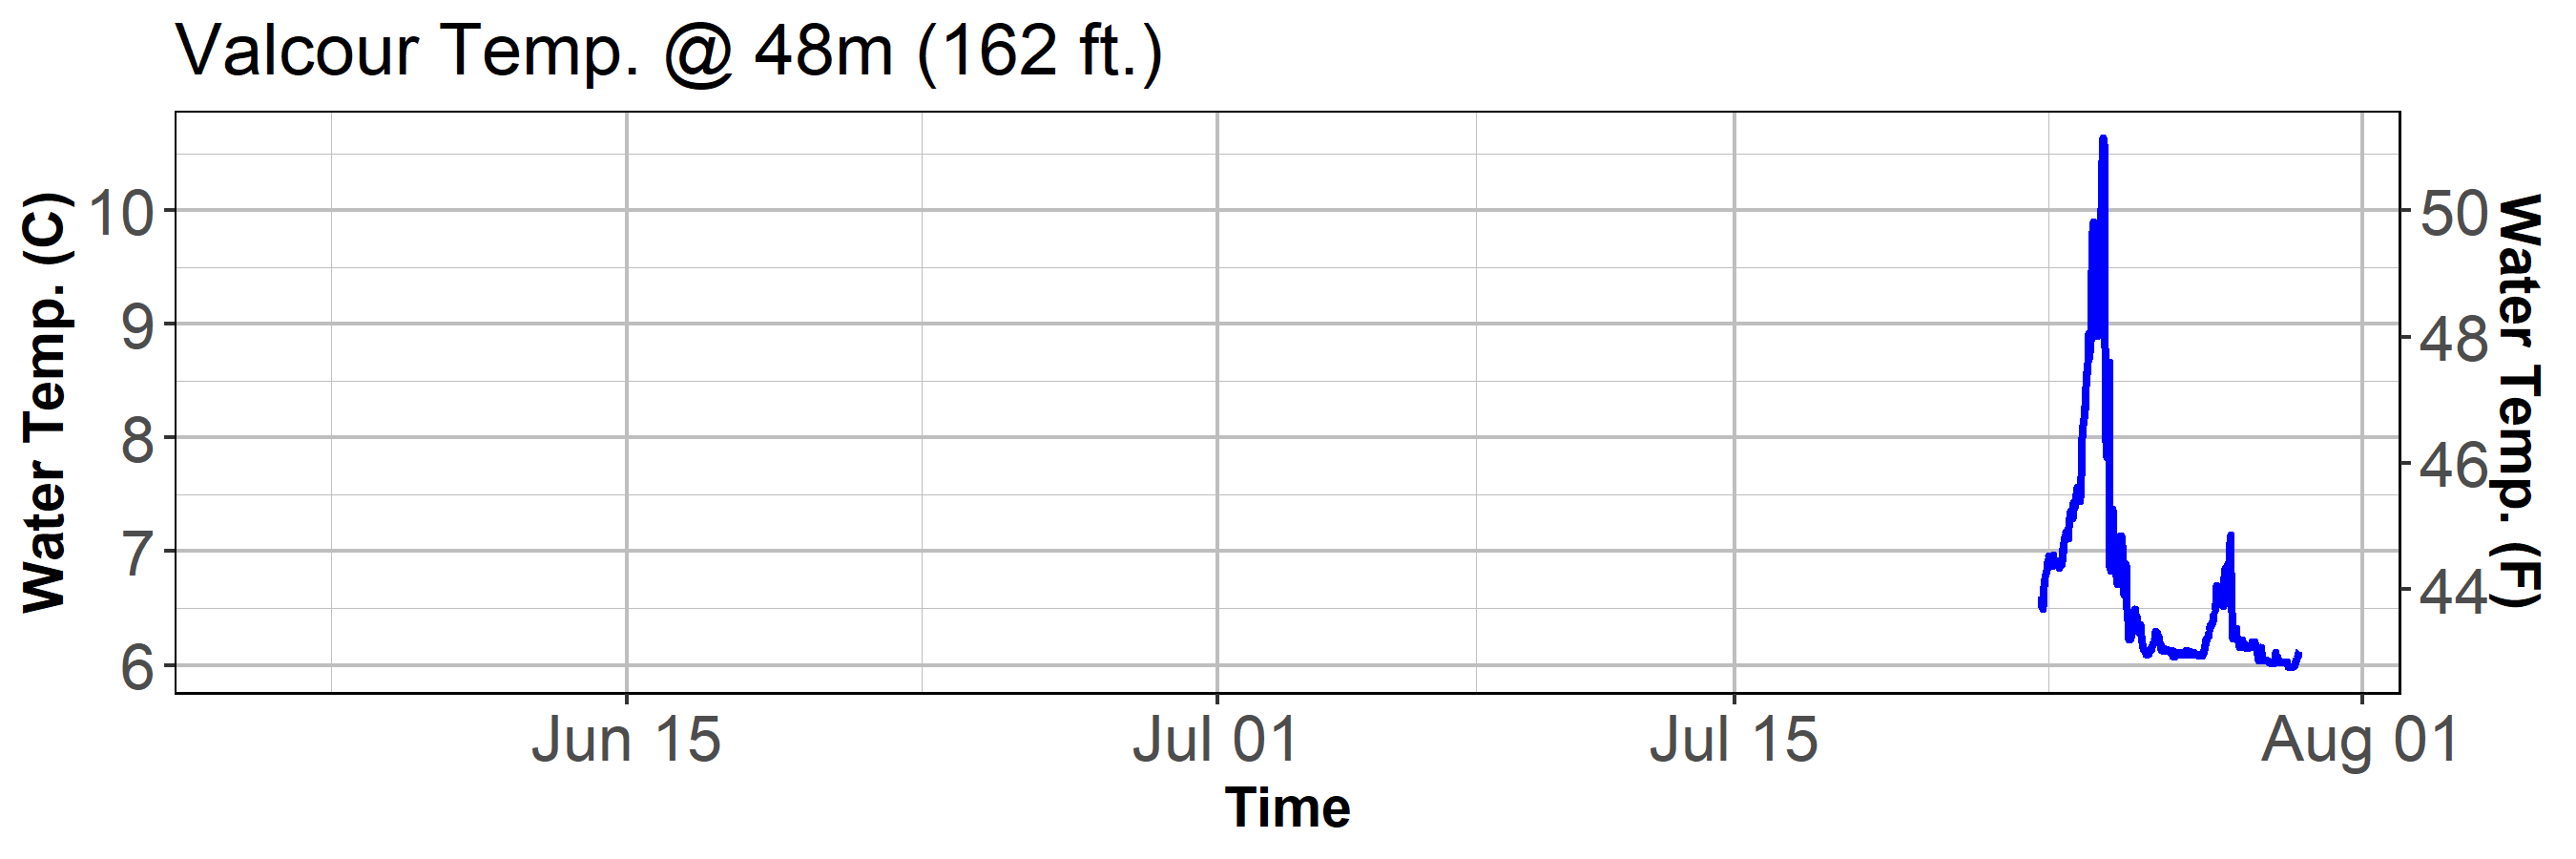 Valcour Temp. @ 48m (162 ft.)
Water Temp. (C)
10
9
8
7
6
50
48
46
44
Water Temp. (F)
Jun 15
Jul 01
Jul 15
Aug 01
Time